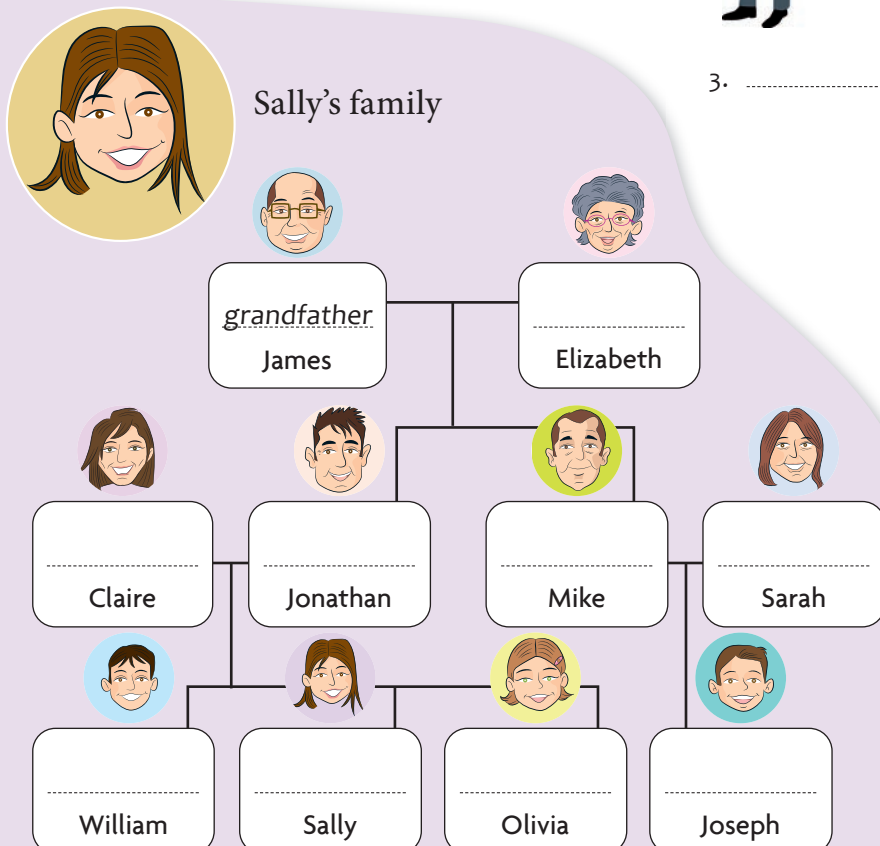 3.
Sally's family
grandfather
James
Elizabeth
Claire
Jonathan
Mike
Sarah
William
Sally
Olivia
Joseph